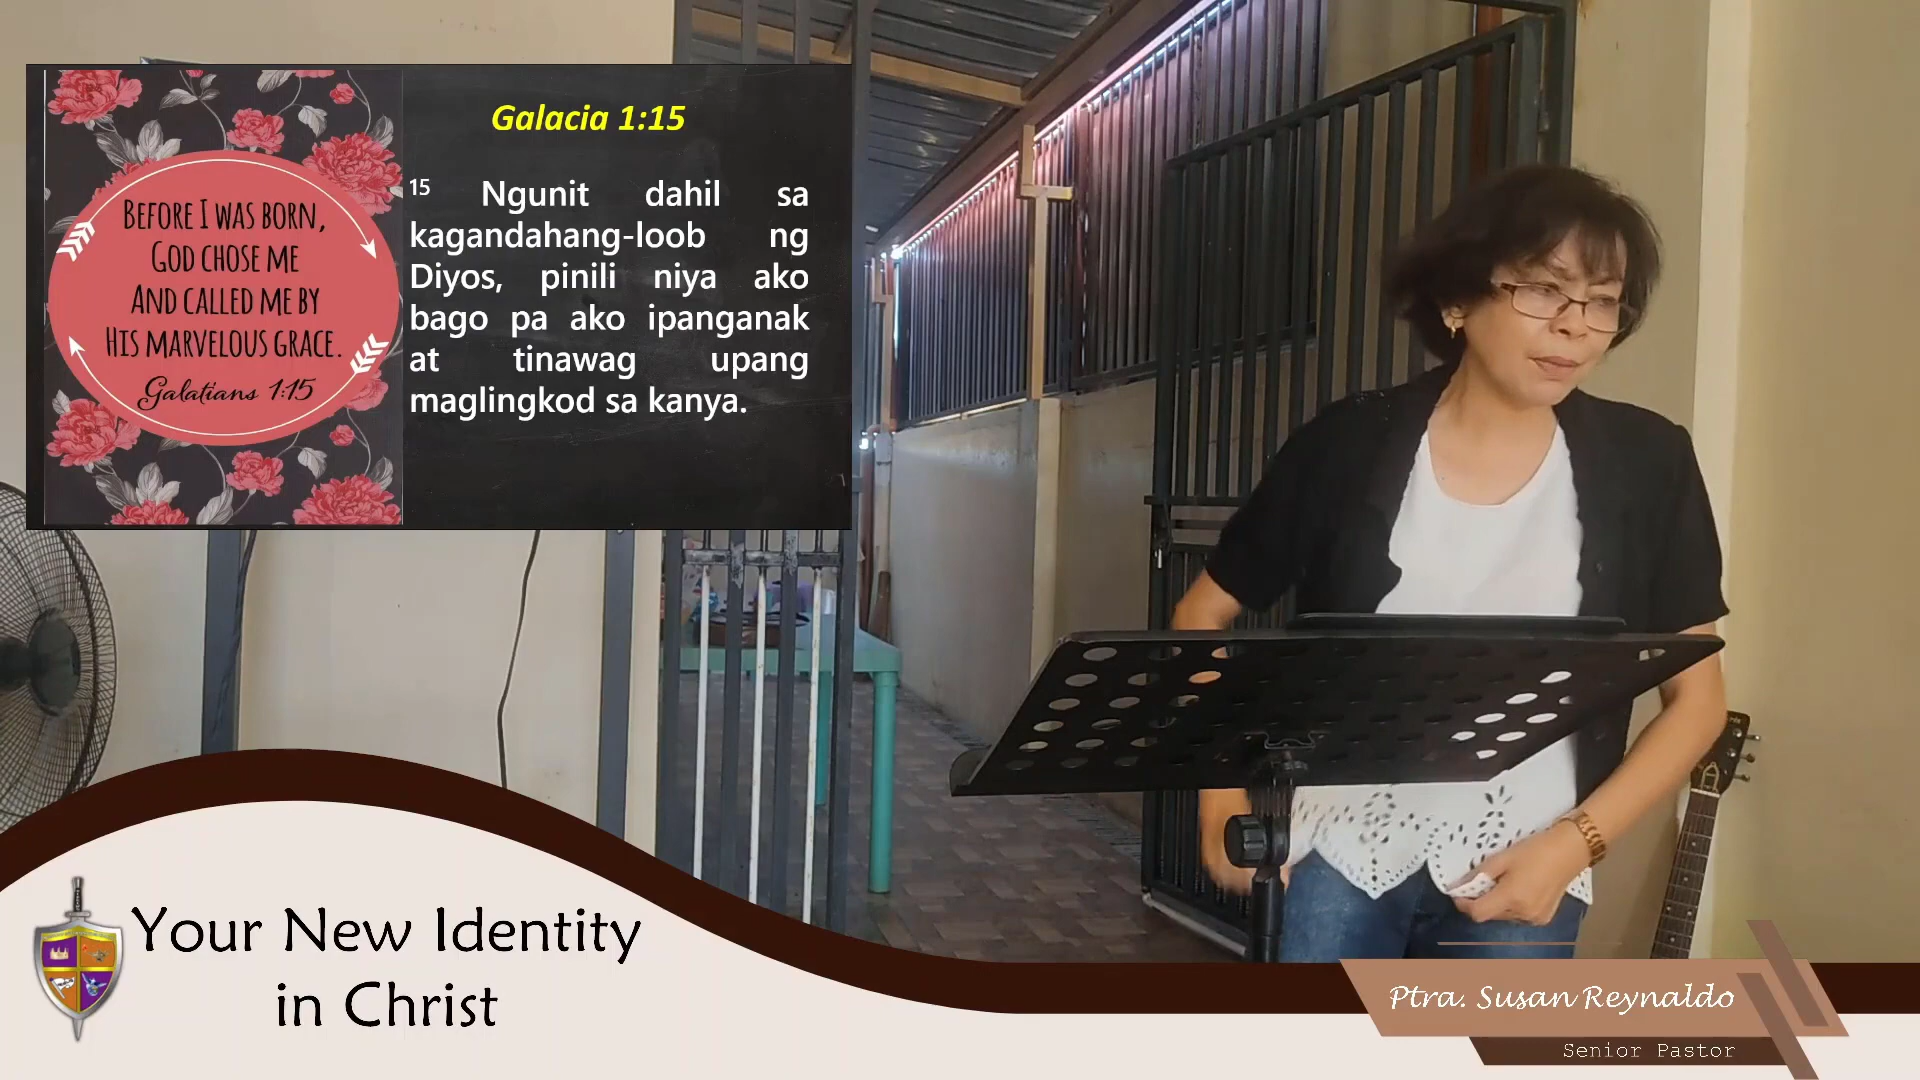 BEFORE I WAS BORN,
GOD CHOSE ME
AND CALLED ME BY
HIS MARVELOUS GRACE.
Galatians 1:15
Galacia 1:15
15 Ngunit dahil sa
kagandahang-loob ng
Diyos, pinili niya ako
bago pa ako ipanganak
at tinawag upang
maglingkod sa kanya.
Your New Identity
in Christ
Ptra. Susan Reynaldo
Senior Pastor